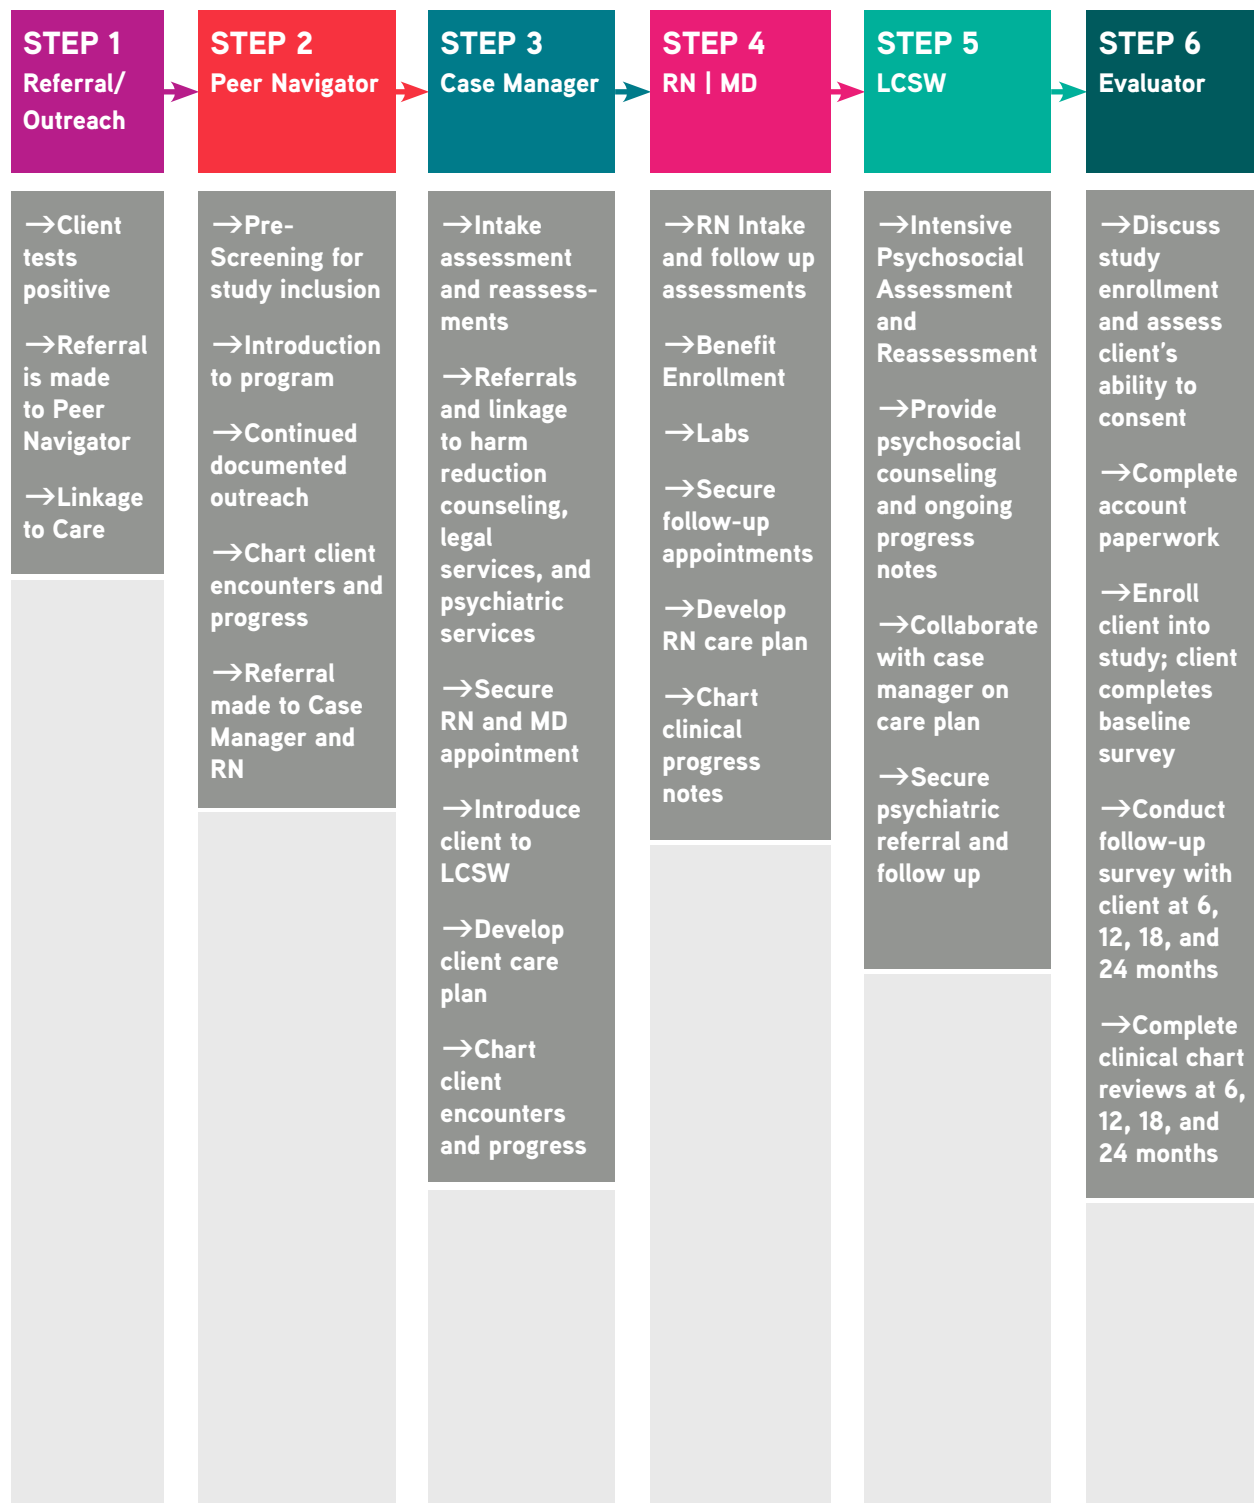 STEP 1
Referral/
Outreach
STEP 2
Peer Navigator
STEP 3
Case Manager
STEP 4
RN | MD
STEP 5
LCSW
STEP 6
Evaluator
→Client
tests
positive
→Referral
is made
to Peer
Navigator
→Linkage
to Care
→Pre-
Screening for
study inclusion
→Introduction
to program
→Continued
documented
outreach
→Chart client
encounters and
progress
→Referral
made to Case
Manager and
RN
→Intake
assessment
and reassess-
ments
→Referrals
and linkage
to harm
reduction
counseling,
legal
services, and
psychiatric
services
→Secure
RN and MD
appointment
→Introduce
client to
LCSW
→Develop
client care
plan
→Chart
client
encounters
and progress
→RN Intake
and follow up
assessments
→Benefit
Enrollment
→Labs
→Secure
follow-up
appointments
→Develop
RN care plan
→Chart
clinical
progress
notes
→Intensive
Psychosocial
Assessment
and
Reassessment
→Provide
psychosocial
counseling
and ongoing
progress
notes
→Collaborate
with case
manager on
care plan
→Secure
psychiatric
referral and
follow up
→Discuss
study
enrollment
and assess
client's
ability to
consent
→Complete
account
paperwork
→Enroll
client into
study; client
completes
baseline
survey
→Conduct
follow-up
survey with
client at 6,
12, 18, and
24 months
→Complete
clinical chart
reviews at 6,
12, 18, and
24 months